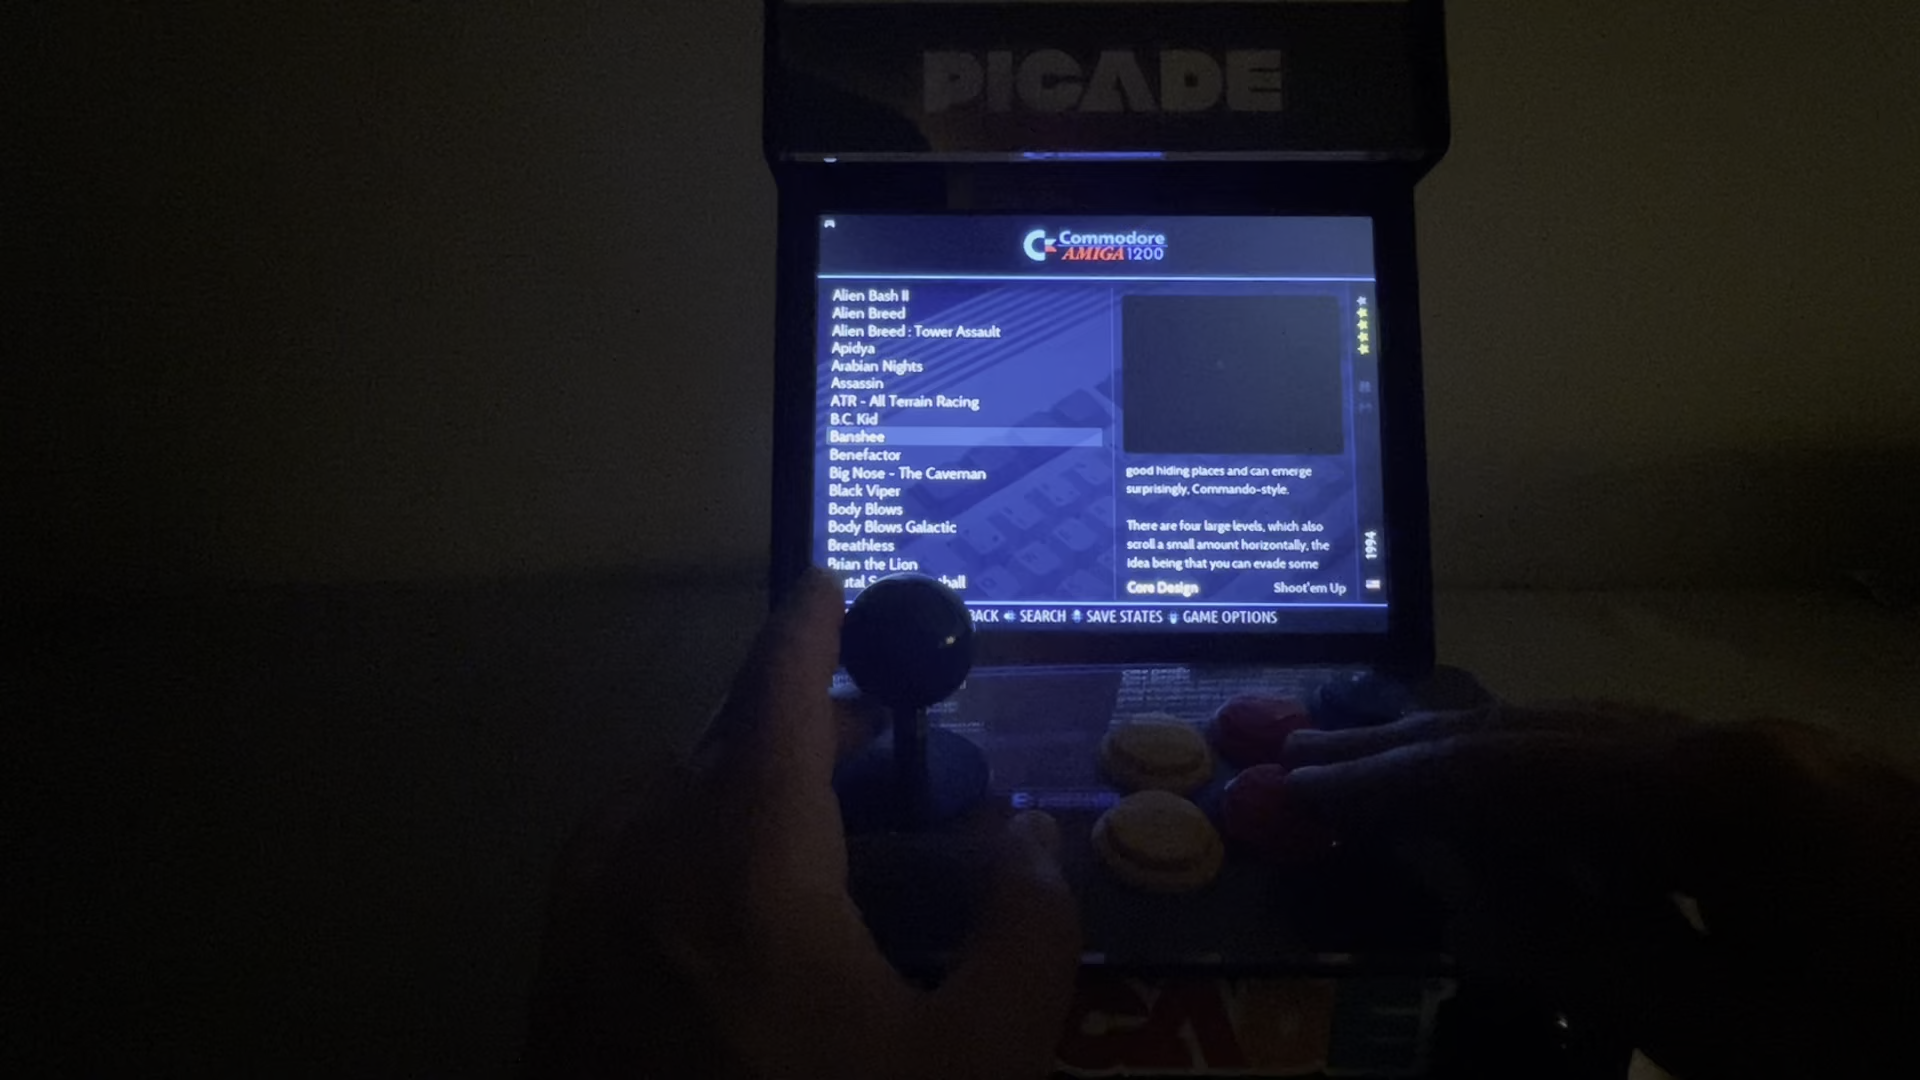 PICADE
Commodore
AMIGA 1200
Alien Bash II
Alien Breed
Alien Breed : Tower Assault
Apidya
Arabian Nights
Assassin
ATR - All Terrain Racing
B.C. Kid
Banshee
Benefactor
Big Nose - The Caveman
Black Viper
Body Blows
Body Blows Galactic
Breathless
Brian the Lion
good hiding places and can emerge
surprisingly, Commando-style.
There are four large levels, which also
scroll a small amount horizontally, the
idea being that you can evade some
Core Design Shoot'em Up
1994
BACK SEARCH SAVE STATES GAME OPTIONS